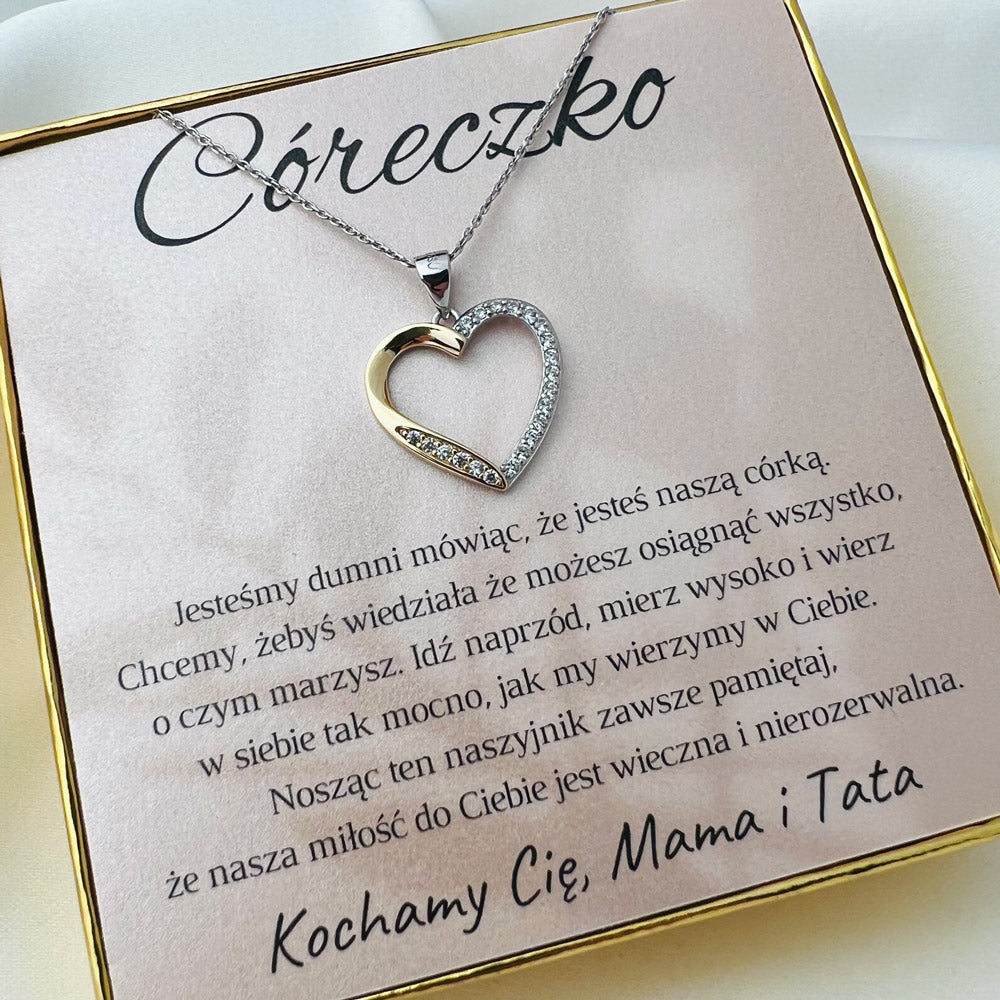 Córeczko
Jesteśmy dumni mówiąc, że jesteś naszą córką.
Chcemy, żebyś wiedziała że możesz osiągnąć wszystko,
o czym marzysz. Idź naprzód, mierz wysoko i wierz
w siebie tak mocno, jak my wierzymy w Ciebie.
Nosząc ten naszyjnik zawsze pamiętaj,
że nasza miłość do Ciebie jest wieczna i nierozerwalna.
Kochamy Cię, Mama i Tata